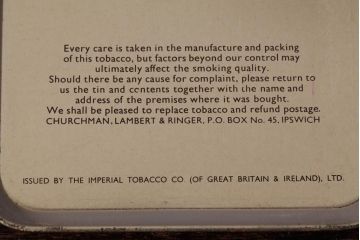 Every care is taken in the manufacture and packing
of this tobacco, but factors beyond our control may
ultimately affect the smoking quality.
Should there be any cause for complaint, please return to
us the tin and contents together with the name and
address of the premises where it was bought.
We shall be pleased to replace tobacco and refund postage.
CHURCHMAN, LAMBERT & RINGER, P.O. BOX No. 45, IPSWICH
ISSUED BY THE IMPERIAL TOBACCO CO. (OF GREAT BRITAIN & IRELAND), LTD.